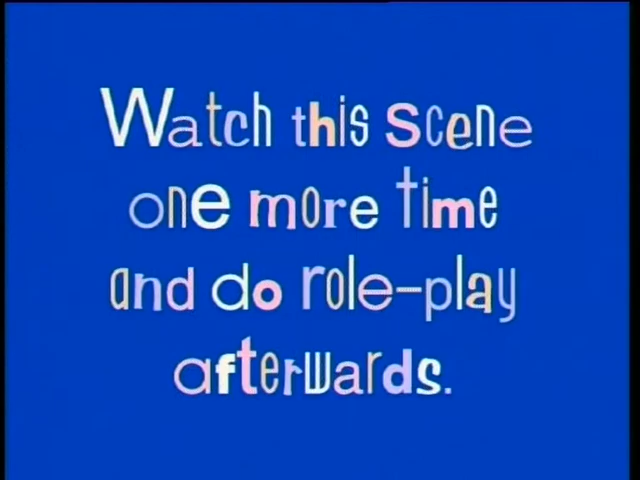 Watch this scene
one more time
and do role-play
afterwards.